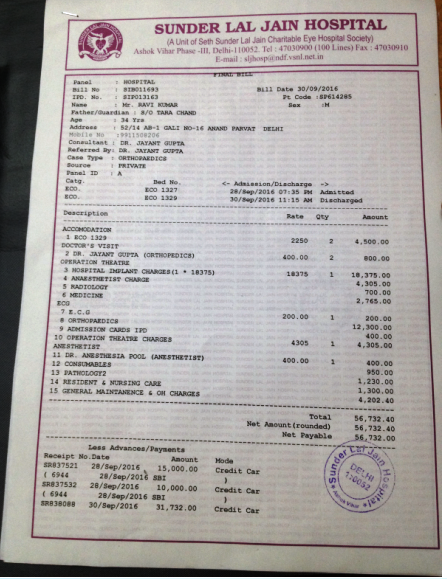 SUNDER LAL JAIN HOSPITAL
(A Unit of Seth Sunder Lal Jain Charitable Eye Hospital Society)
Ashok Vihar Phase -III, Delhi-110052. Tel : 47030900 (100 Lines) Fax : 47030910
E-mail : sljhosp@ndf.vsnl.net.in
FINAL BILL
Panel : HOSPITAL
Bill No : BIB011693 Bill Date 30/09/2016
IPD. No. : SIP013163 Pt Code :SP614285
Name : Mr. RAVI KUMAR Sex :M
Father/Guardian : S/O TARA CHAND
Age : 34 Yrs
Address : 52/14 AB-1 GALI NO-16 ANAND PARVAT DELHI
Mobile No :9911508206
Consultant : DR. JAYANT GUPTA
Referred By: DR. JAYANT GUPTA
Case Type : ORTHOPAEDICS
Source : PRIVATE
Panel ID : A
Catg. Bed No. <- Admission/Discharge ->
ECO. ECO 1327 28/Sep/2016 07:35 PM Admitted
ECO. ECO 1329 30/Sep/2016 11:15 AM Discharged
Description Rate Qty Amount
ACCOMODATION
1 ECO 1329 2250 2 4,500.00
DOCTOR'S VISIT
2 DR. JAYANT GUPTA (ORTHOPEDICS) 400.00 2 800.00
OPERATION THEATRE
3 HOSPITAL IMPLANT CHARGES(1 * 18375) 18375 1 18,375.00
4 ANAESTHETIST CHARGE 4,305.00
5 RADIOLOGY 700.00
6 MEDICINE 2,765.00
ECG
7 E.C.G 200.00 1 200.00
8 ORTHOPAEDICS 12,300.00
9 ADMISSION CARDS IPD 400.00
10 OPERATION THEATRE CHARGES 4305 1 4,305.00
ANESTHETIST
11 DR. ANESTHESIA POOL (ANESTHETIST) 400.00 1 400.00
12 CONSUMABLES 950.00
13 PATHOLOGY2 1,230.00
14 RESIDENT & NURSING CARE 1,300.00
15 GENERAL MAINTANENCE & OH CHARGES 4,202.40
Total 56,732.40
Net Amount(rounded) 56,732.40
Net Payable 56,732.00
Less Advances/Payments
Receipt No.Date Amount Mode
SR837521 28/Sep/2016 15,000.00 Credit Car
( 6944 28/Sep/2016 SBI )
SR837532 28/Sep/2016 10,000.00 Credit Car
( 6944 28/Sep/2016 SBI )
SR838088 30/Sep/2016 31,732.00 Credit Car
Sunder Lal Jain Hospital
DELHI
110052
Ashok Vihar